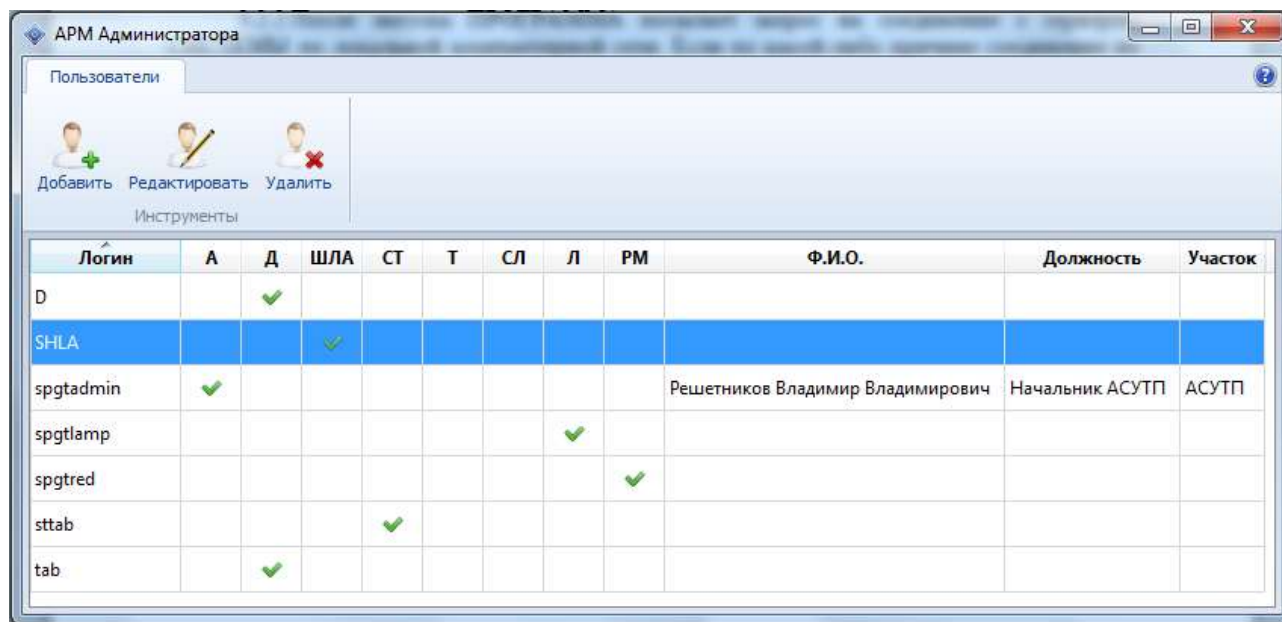 АРМ Администратора
Пользователи
Добавить Редактировать Удалить
Инструменты
Логин А Д ШЛА СТ Т СЛ Л РМ Ф.И.О. Должность Участок
D
SHLA
spgtadmin Решетников Владимир Владимирович Начальник АСУТП АСУТП
spgtlamp
spgtred
sttab
tab